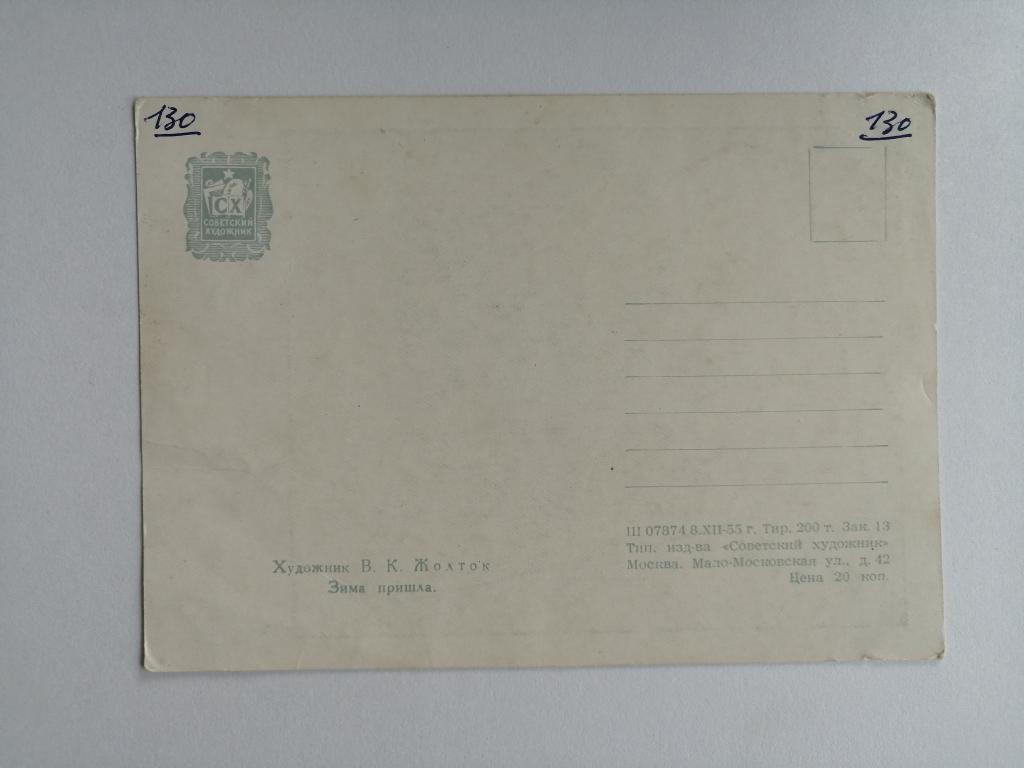 130
130
СХ
СОВЕТСКИЙ
ХУДОЖНИК
Ш 07874 8.XII-55 г. Тир. 200 т. Зак. 13
Тип. изд-ва «Советский художник»
Москва. Мало-Московская ул., д. 42
Цена 20 коп.
Художник В. К. Жолток
Зима пришла.